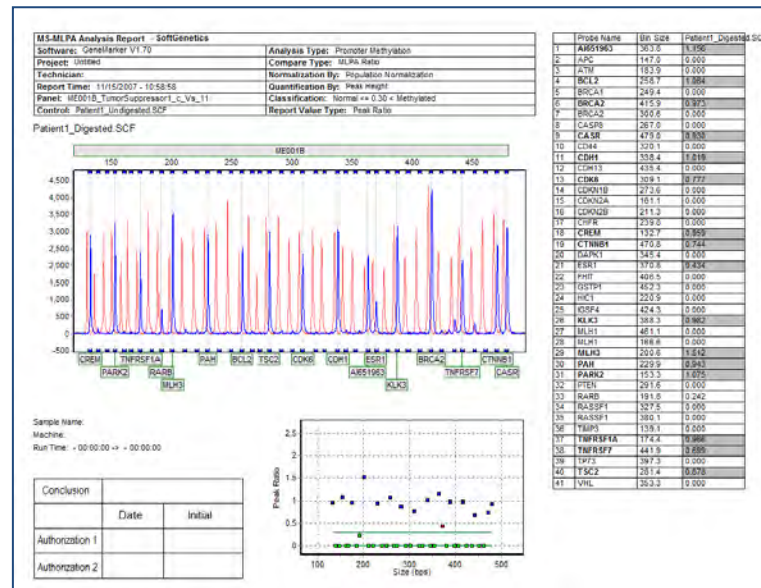 MS-MLPA Analysis Report - SoftGenetics
Software: GeneMarker V1.70 Analysis Type: Promoter Methylation
Project: Untitled Compare Type: MLPA Ratio
Technician: Normalization By: Population Normalization
Report Time: 11/15/2007 - 10:58:58 Quantification By: Peak Height
Panel: ME001B_TumorSuppressor1_c_Vs_11 Classification: Normal <= 0.30 < Methylated
Control: Patient1_Undigested.SCF Report Value Type: Peak Ratio
Patient1_Digested.SCF
ME001B
150 200 250 300 350 400 450
4,500
4,000
3,500
3,000
2,500
2,000
1,500
1,000
500
0
-500
CREM TNFRSF1A PAH BCL2 TSC2 CDK6 CDH1 ESR1 BRCA2 CTNNB1
PARK2 RARB AI651963 TNFRSF7 CASR
MLH3 KLK3
Sample Name:
Machine:
Run Time: - 00:00:00 -> - 00:00:00
Conclusion
Date Initial
Authorization 1
Authorization 2
Peak Ratio
2.5
2
1.5
1
0.5
0
100 200 300 400 500
Size (bps)
Probe Name Bin Size Patient1_Digested.SC
1 AI651963 363.8 1.156
2 APC 147.0 0.000
3 ATM 183.9 0.000
4 BCL2 256.7 1.064
5 BRCA1 249.4 0.000
6 BRCA2 415.9 0.973
7 BRCA2 300.6 0.000
8 CASP8 267.0 0.000
9 CASR 479.0 0.938
10 CD44 320.1 0.000
11 CDH1 338.4 1.019
12 CDH13 435.4 0.000
13 CDK6 309.1 0.777
14 CDKN1B 273.6 0.000
15 CDKN2A 161.1 0.000
16 CDKN2B 211.3 0.000
17 CHFR 239.8 0.000
18 CREM 132.7 0.959
19 CTNNB1 470.8 0.744
20 DAPK1 345.4 0.000
21 ESR1 370.8 0.434
22 FHIT 406.5 0.000
23 GSTP1 452.3 0.000
24 HIC1 220.9 0.000
25 IGSF4 424.3 0.000
26 KLK3 388.3 0.982
27 MLH1 461.1 0.000
28 MLH1 166.6 0.000
29 MLH3 200.6 1.512
30 PAH 229.9 0.943
31 PARK2 153.3 1.075
32 PTEN 291.6 0.000
33 RARB 191.6 0.242
34 RASSF1 327.5 0.000
35 RASSF1 380.1 0.000
36 TIMP3 139.1 0.000
37 TNFRSF1A 174.4 0.966
38 TNFRSF7 441.9 0.689
39 TP73 397.3 0.000
40 TSC2 281.4 0.878
41 VHL 353.3 0.000